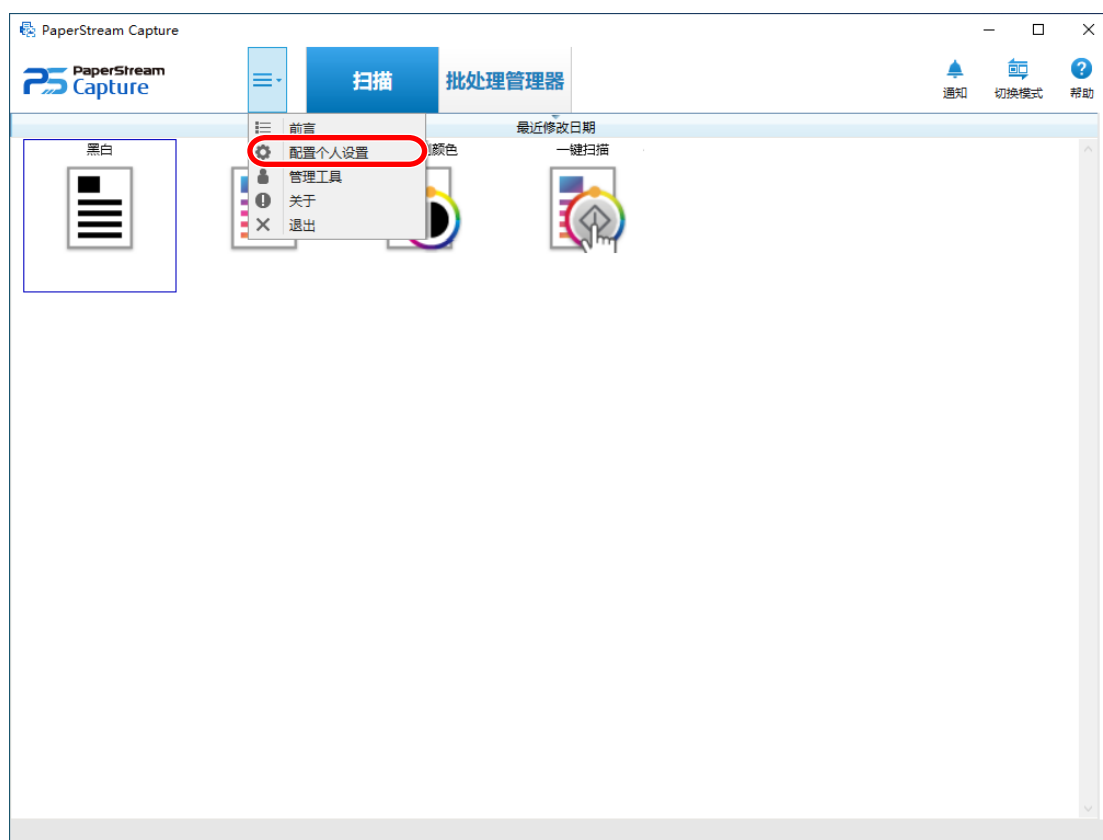 PaperStream Capture
PaperStream
Capture
扫描
批处理管理器
通知
切换模式
帮助
最近修改日期
前言
配置个人设置
管理工具
关于
退出
黑白
颜色
一键扫描